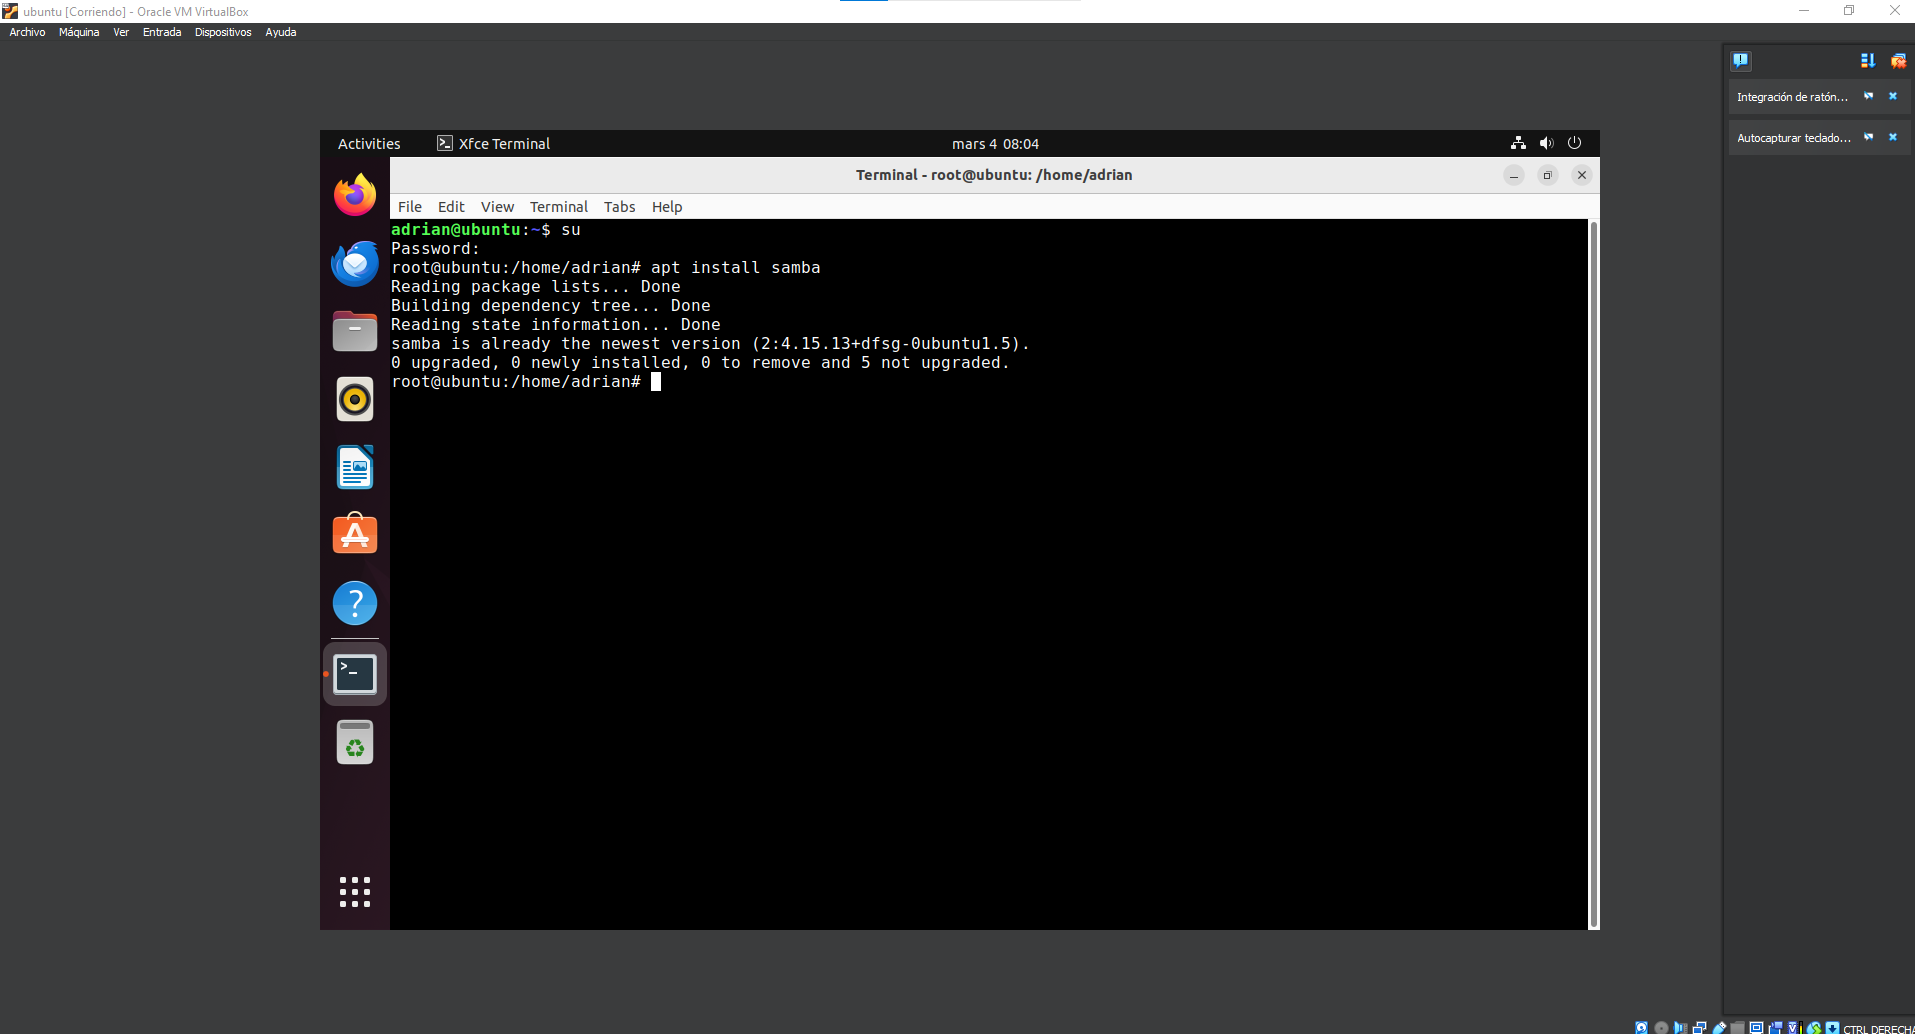 ubuntu [Corriendo] - Oracle VM VirtualBox
Archivo Máquina Ver Entrada Dispositivos Ayuda
Integración de ratón...
Autocapturar teclado...
Activities Xfce Terminal mars 4 08:04
Terminal - root@ubuntu: /home/adrian
File Edit View Terminal Tabs Help
adrian@ubuntu:~$ su
Password:
root@ubuntu:/home/adrian# apt install samba
Reading package lists... Done
Building dependency tree... Done
Reading state information... Done
samba is already the newest version (2:4.15.13+dfsg-0ubuntu1.5).
0 upgraded, 0 newly installed, 0 to remove and 5 not upgraded.
root@ubuntu:/home/adrian#
CTRL DERECHA